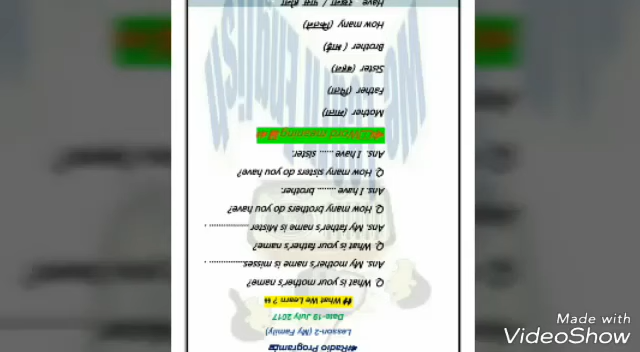 #Radio Program
Lesson-2 (My Family)
Date-19 July 2017
# What We Learn ? #
Q. What is your mother's name?
Ans. My mother's name is misses............ .
Q. What is your father's name?
Ans. My father's name is Mister ............ .
Q. How many brothers do you have?
Ans. I have ........ brother.
Q. How many sisters do you have?
Ans. I have ...... sister.
Word meaning
Mother (माता)
Father (पिता)
Sister (बहन)
Brother (भाई)
How many (कितने)
Have
Made with
VideoShow